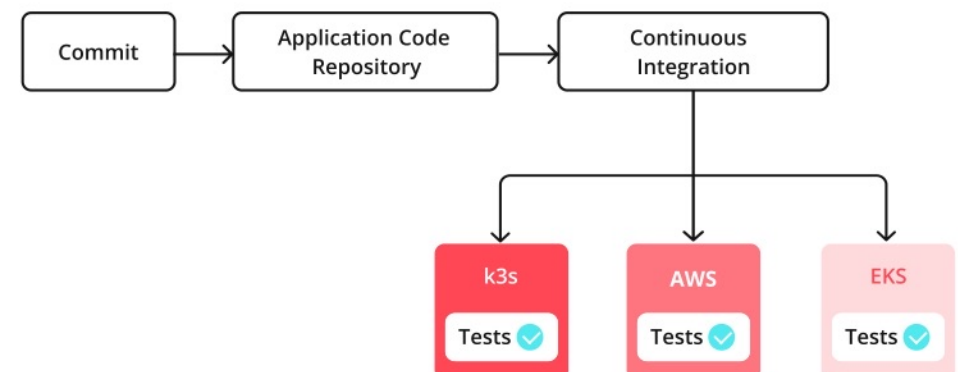 Commit
Application Code
Repository
Continuous
Integration
k3s
AWS
EKS
Tests
Tests
Tests